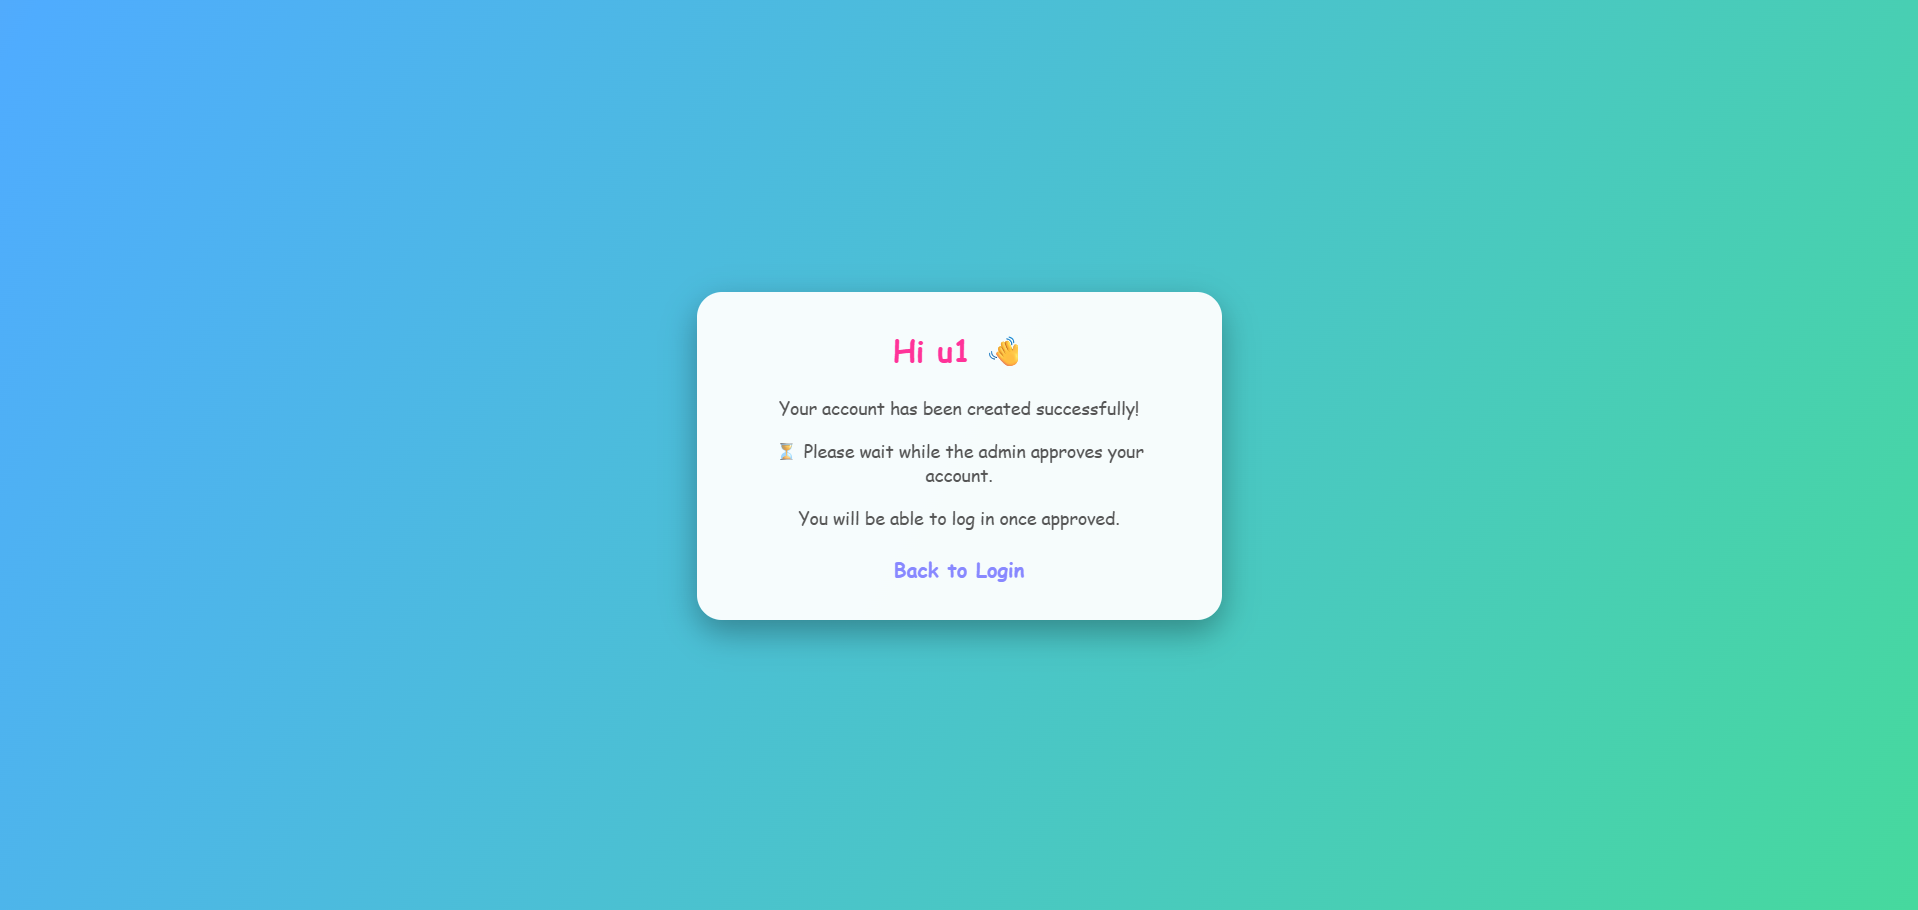 Hi u1 👋
Your account has been created successfully!
⏳ Please wait while the admin approves your
account.
You will be able to log in once approved.
Back to Login